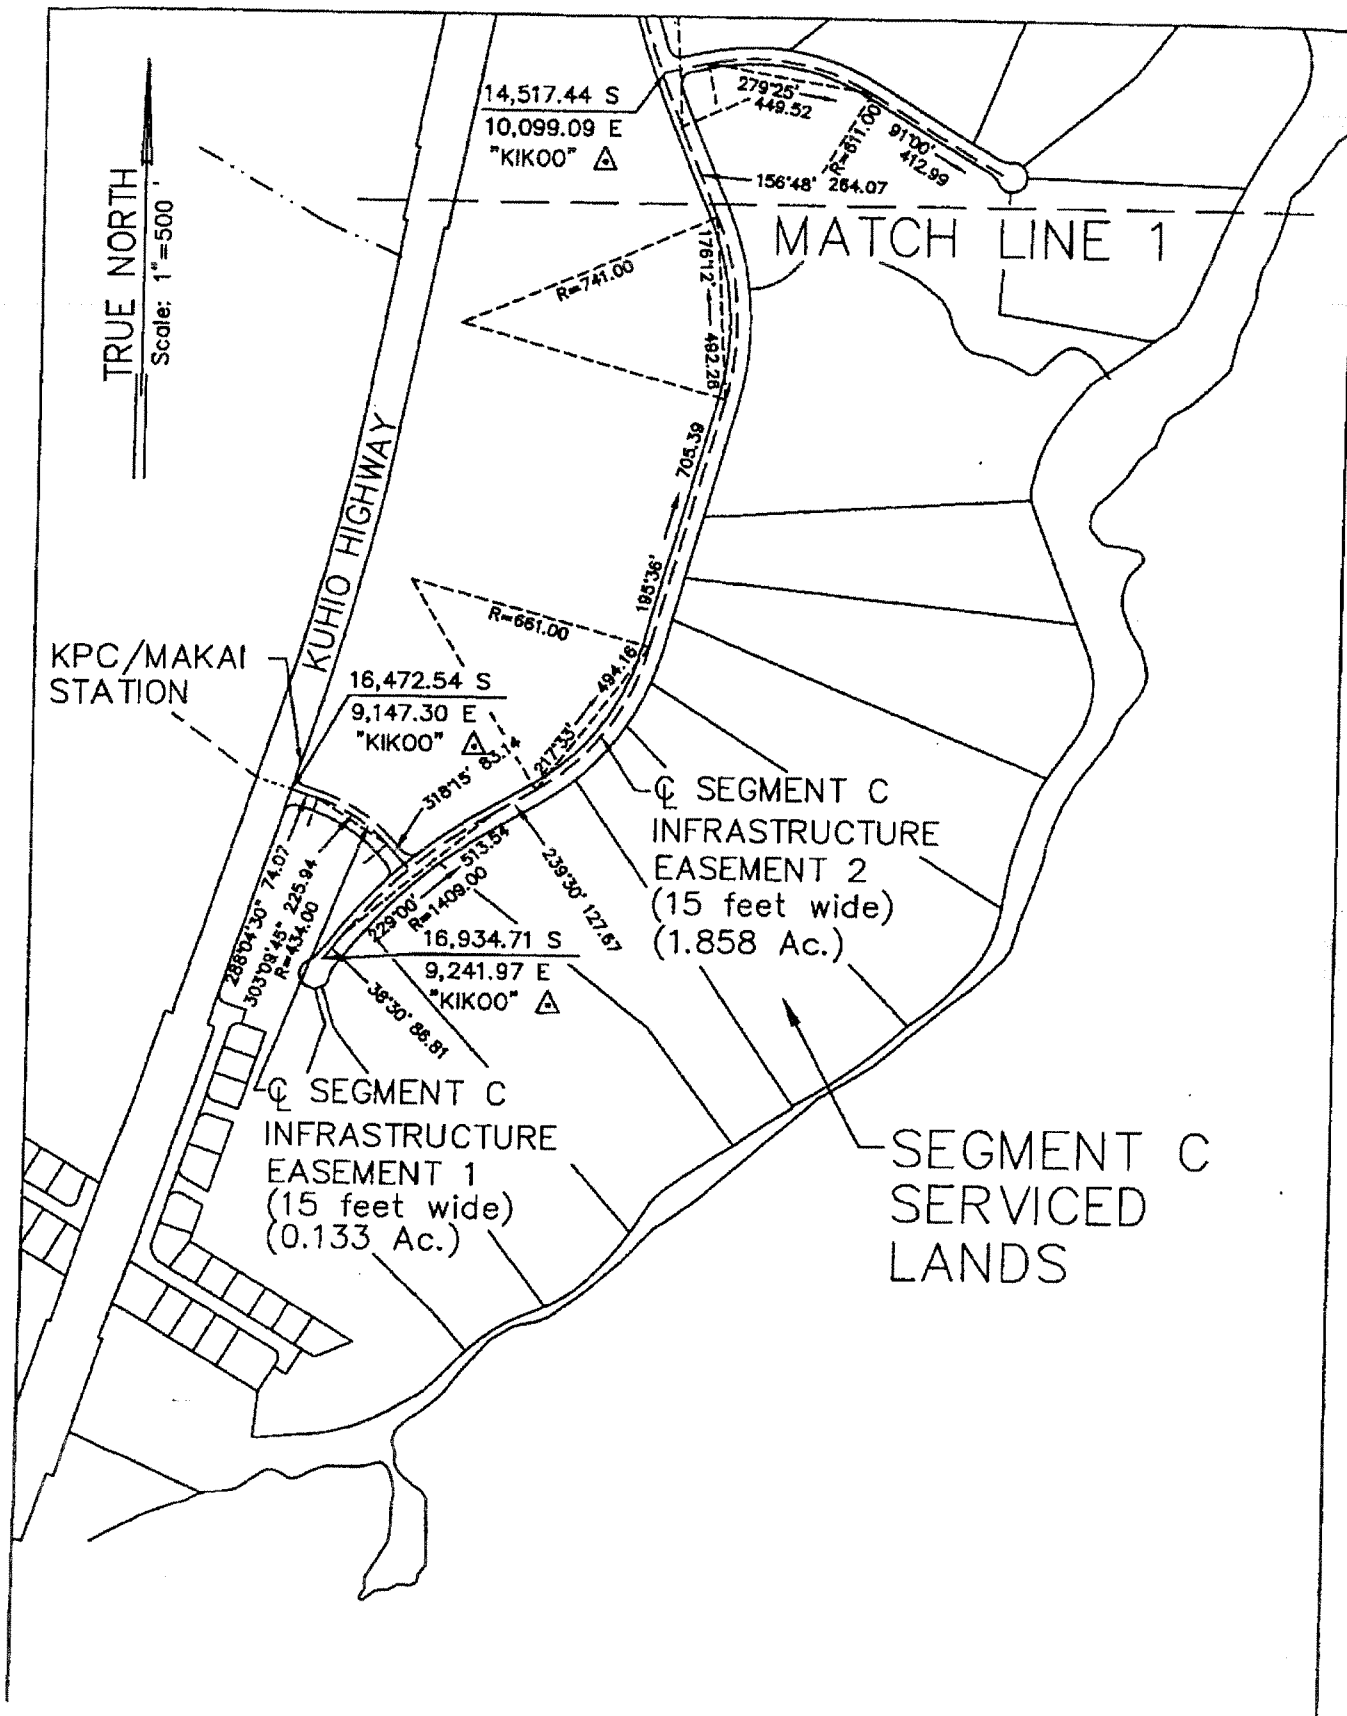 14,517.44 S
10,099.09 E
"KIKOO"
279°25'
449.52
R=611.00
91°00'
412.99
156°48' 264.07
MATCH LINE 1
TRUE NORTH
Scale: 1"=500'
R=741.00
176°12'
492.26
KUHIO HIGHWAY
705.39
195°36'
R=661.00
KPC/MAKAI
STATION
16,472.54 S
9,147.30 E
"KIKOO"
494.16
217°33'
318°15' 83.14
℄ SEGMENT C
INFRASTRUCTURE
EASEMENT 2
(15 feet wide)
(1.858 Ac.)
513.54
229°00'
R=1409.00
239°30' 127.67
288°04'30" 74.07
303°09'45" 225.94
R=434.00
16,934.71 S
9,241.97 E
"KIKOO"
38°30' 86.81
℄ SEGMENT C
INFRASTRUCTURE
EASEMENT 1
(15 feet wide)
(0.133 Ac.)
SEGMENT C
SERVICED
LANDS